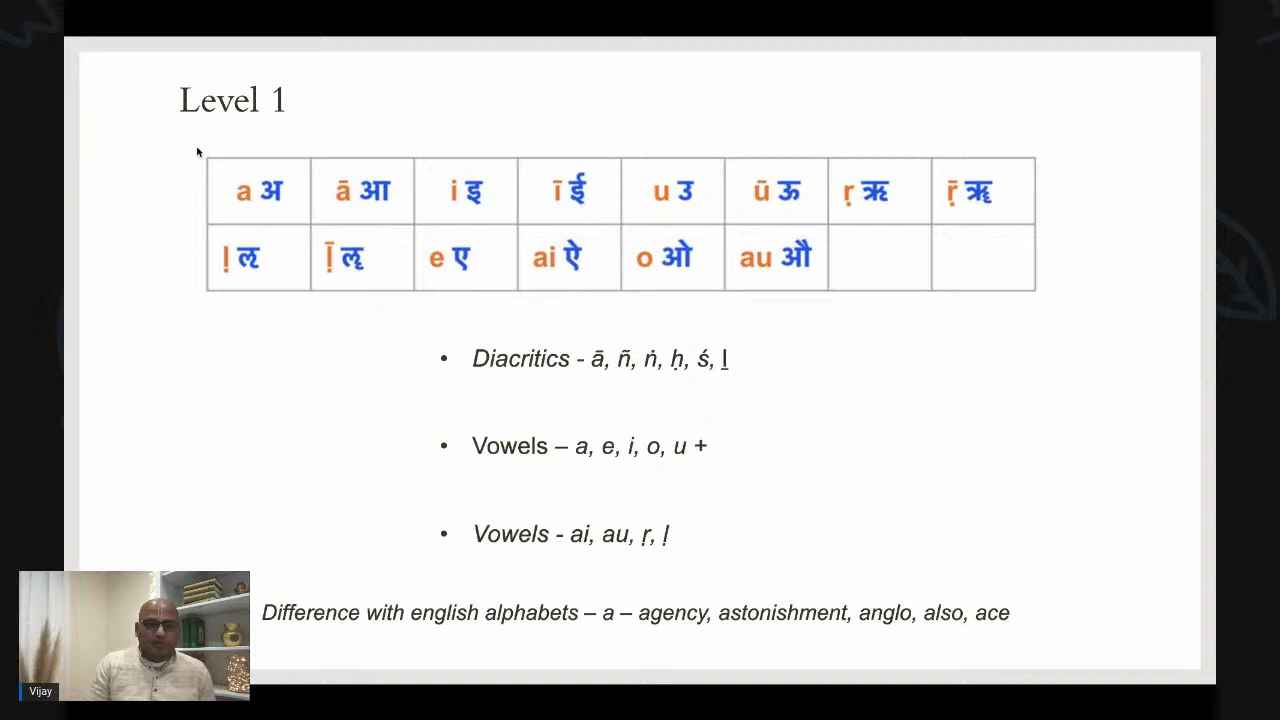 Level 1
a अ ā आ i इ ī ई u उ ū ऊ ṛ ऋ ṝ ॠ
ḷ ऌ ḹ ॡ e ए ai ऐ o ओ au औ
• Diacritics - ā, ñ, ṅ, ḥ, ś, ḻ
• Vowels – a, e, i, o, u +
• Vowels - ai, au, ṛ, ḷ
Difference with english alphabets – a – agency, astonishment, anglo, also, ace
Vijay